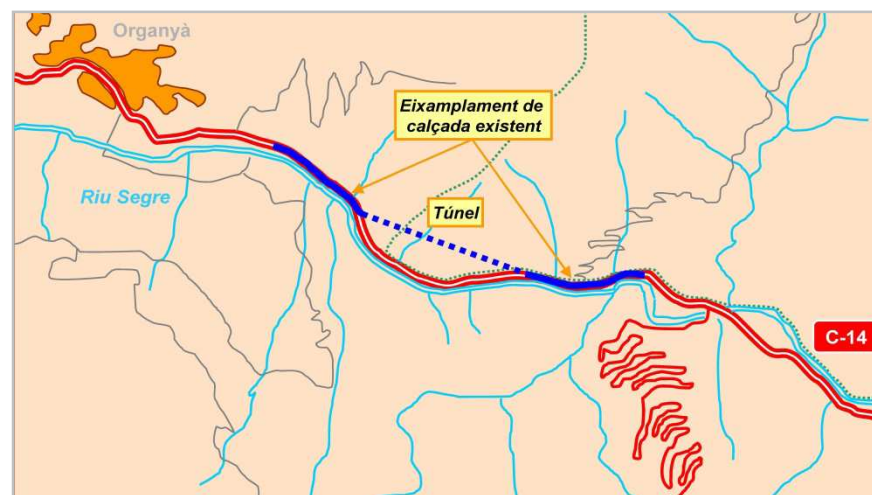 Organyà
Eixamplament de
calçada existent
Riu Segre
Túnel
C-14